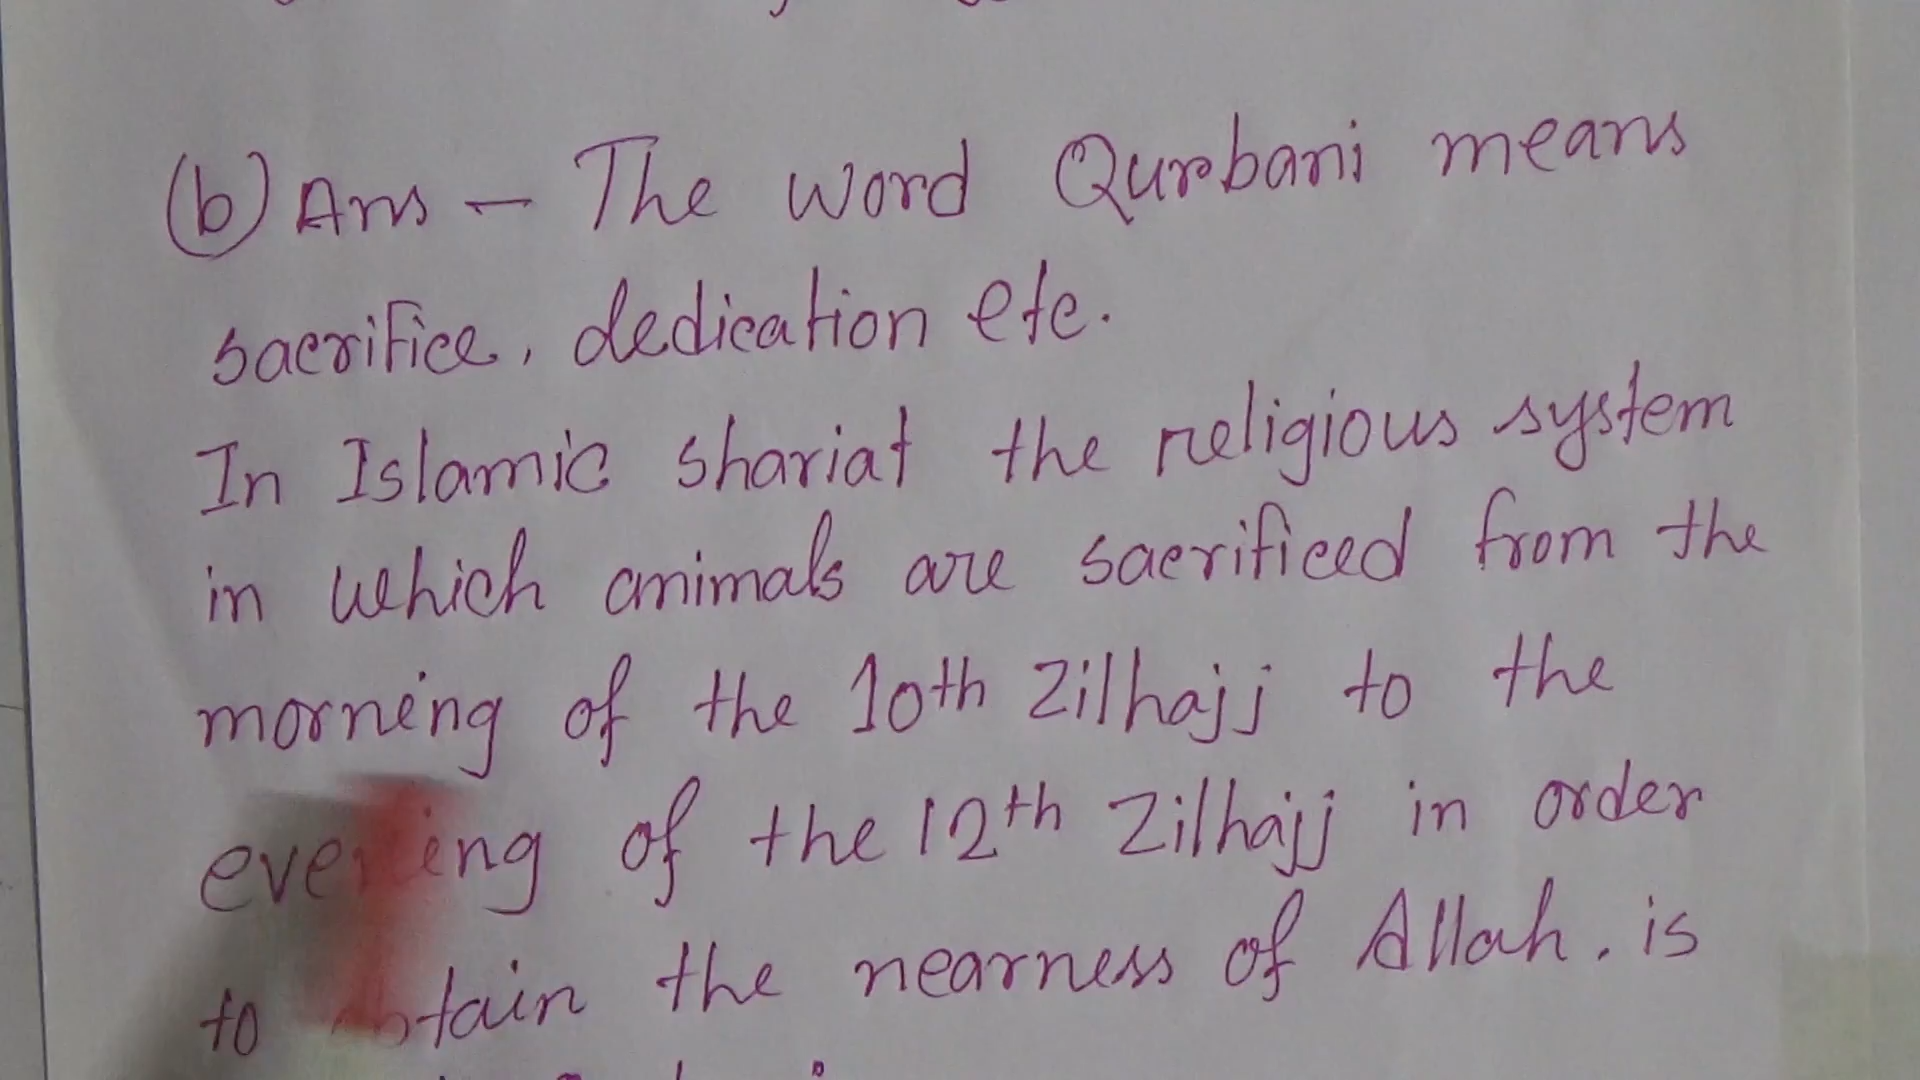 (b) Ans - The word Qurbani means
sacrifice, dedication etc.
In Islamic shariat the religious system
in which animals are sacrificed from the
morning of the 10th Zilhajj to the
evening of the 12th Zilhajj in order
to obtain the nearness of Allah. is